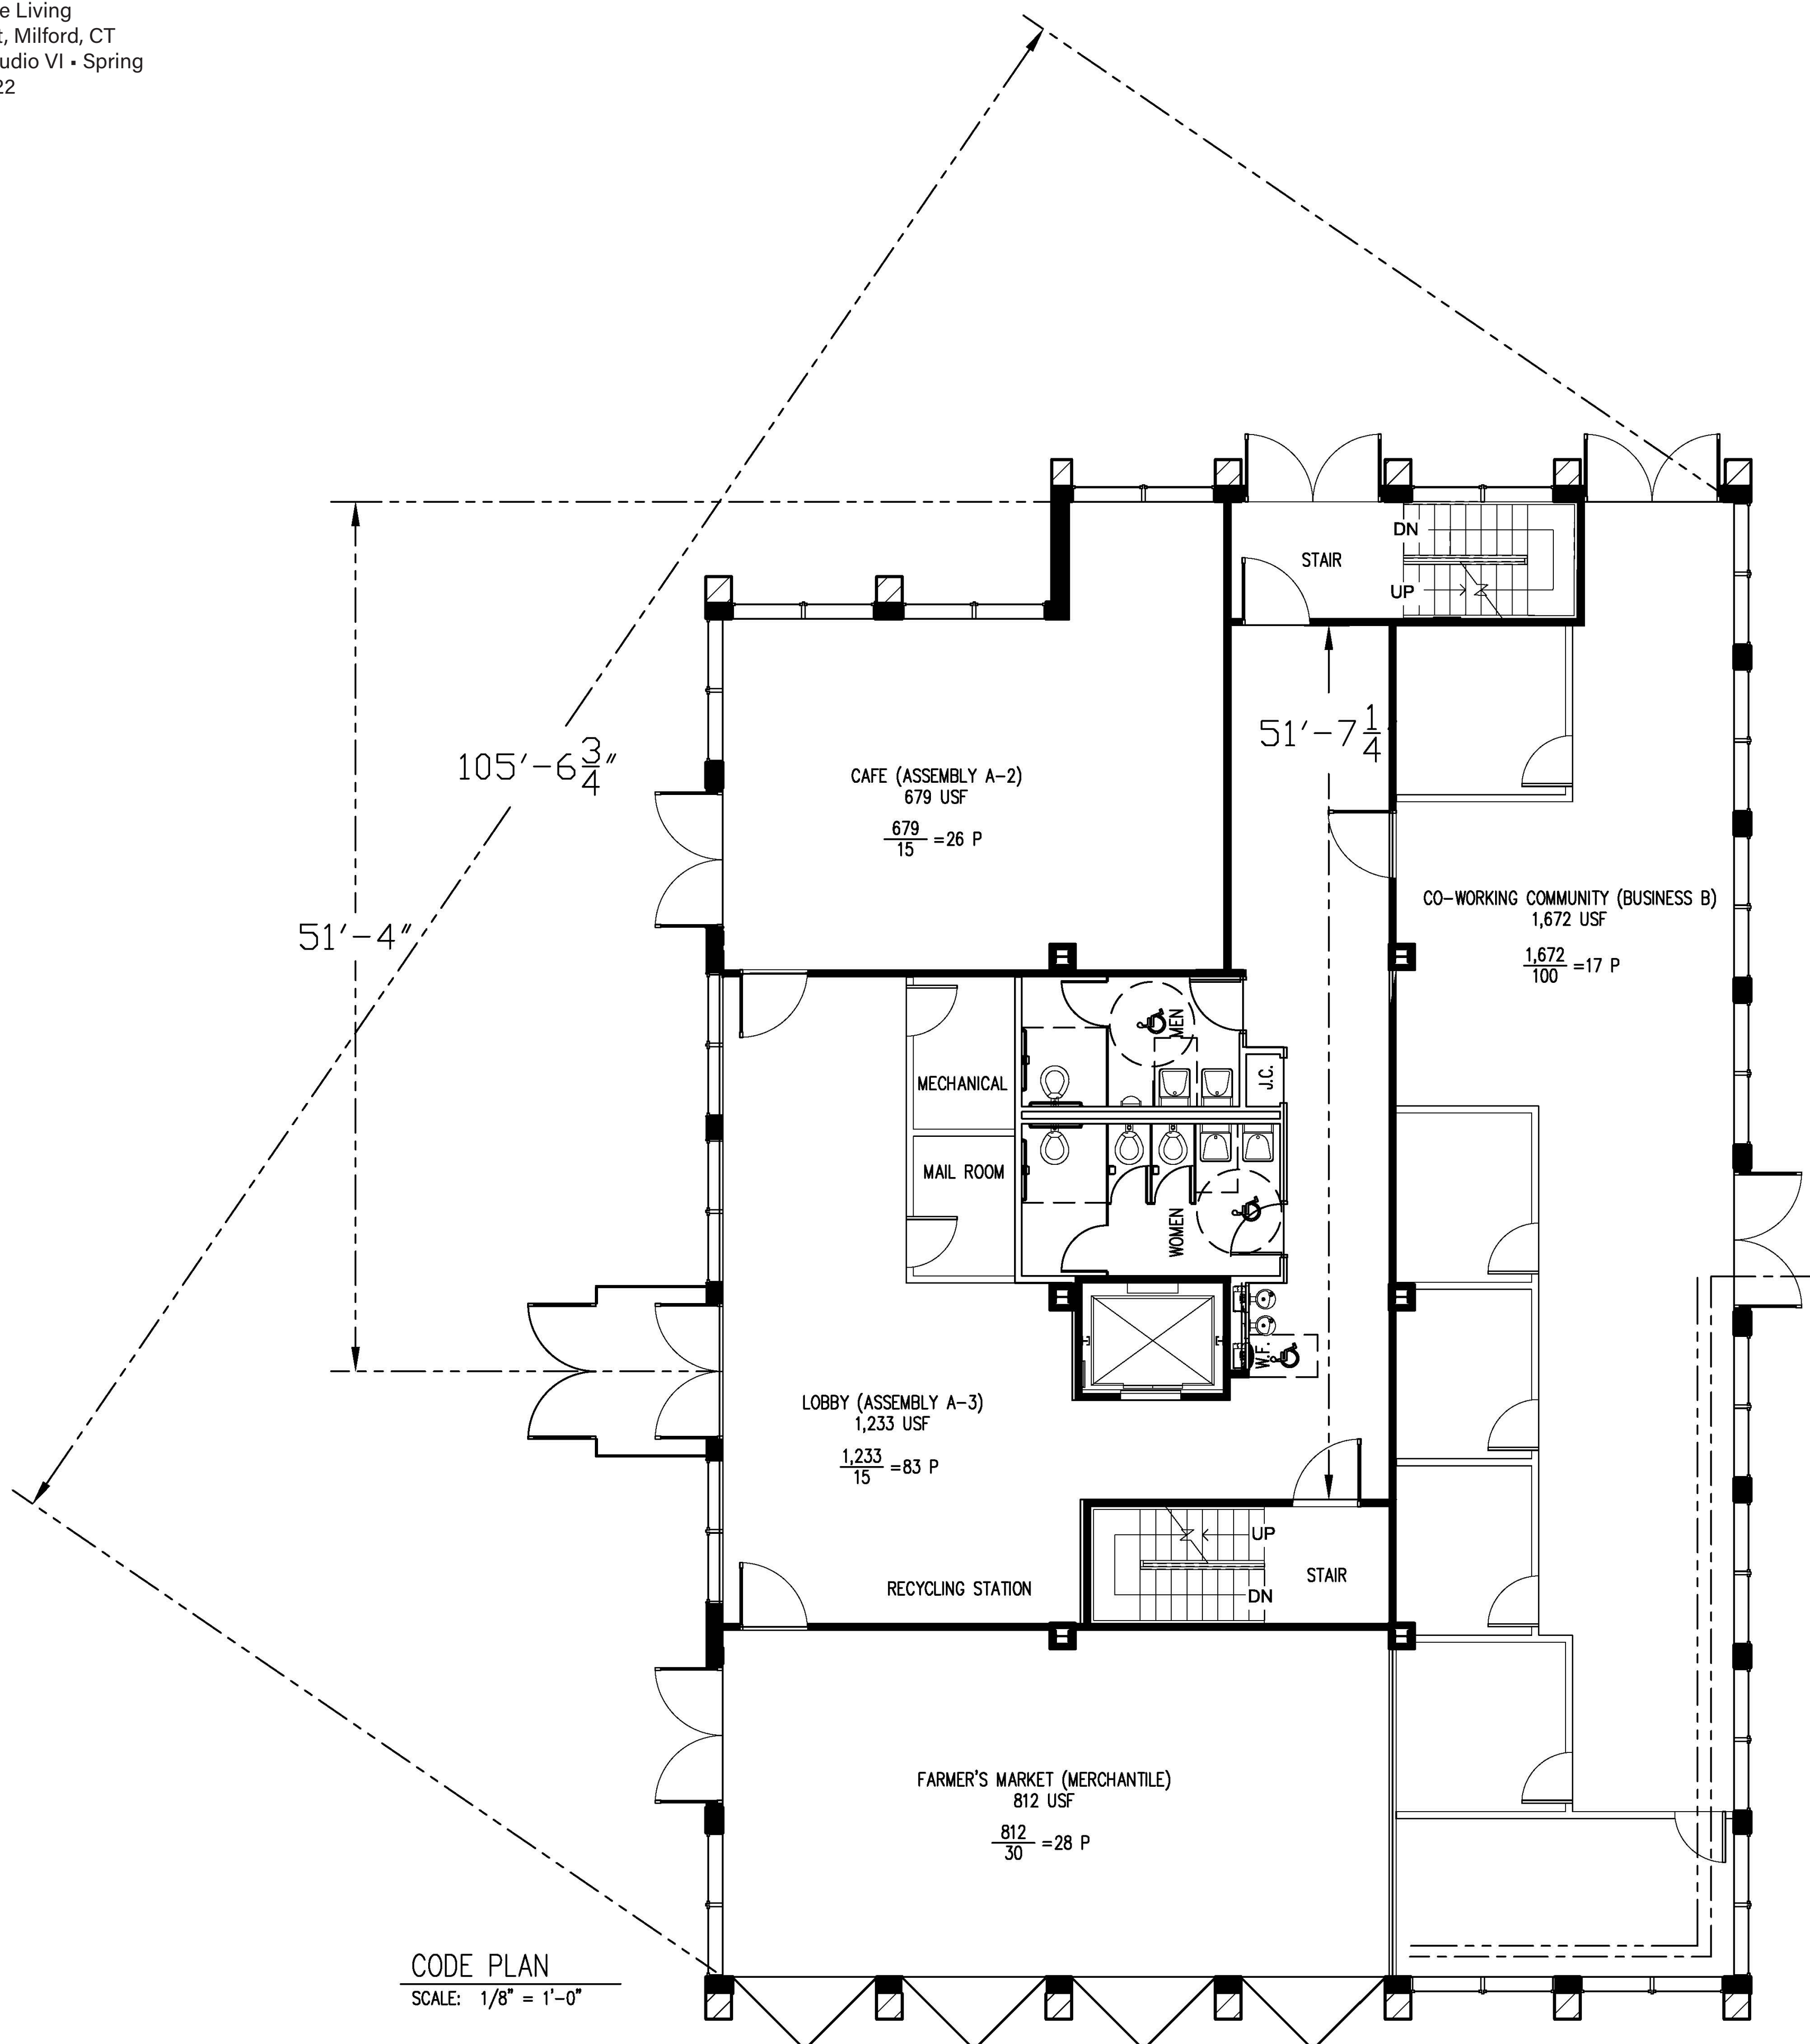 e Living
t, Milford, CT
udio VI ▪ Spring
22
DN
STAIR
UP
51'-7 1/4
105'-6 3/4"
CAFE (ASSEMBLY A-2)
679 USF
679
15
=26 P
CO-WORKING COMMUNITY (BUSINESS B)
1,672 USF
1,672
100
=17 P
51'-4"
MEN
J.C.
MECHANICAL
MAIL ROOM
WOMEN
W.F.
LOBBY (ASSEMBLY A-3)
1,233 USF
1,233
15
=83 P
UP
STAIR
DN
RECYCLING STATION
FARMER'S MARKET (MERCHANTILE)
812 USF
812
30
=28 P
CODE PLAN
SCALE: 1/8" = 1'-0"